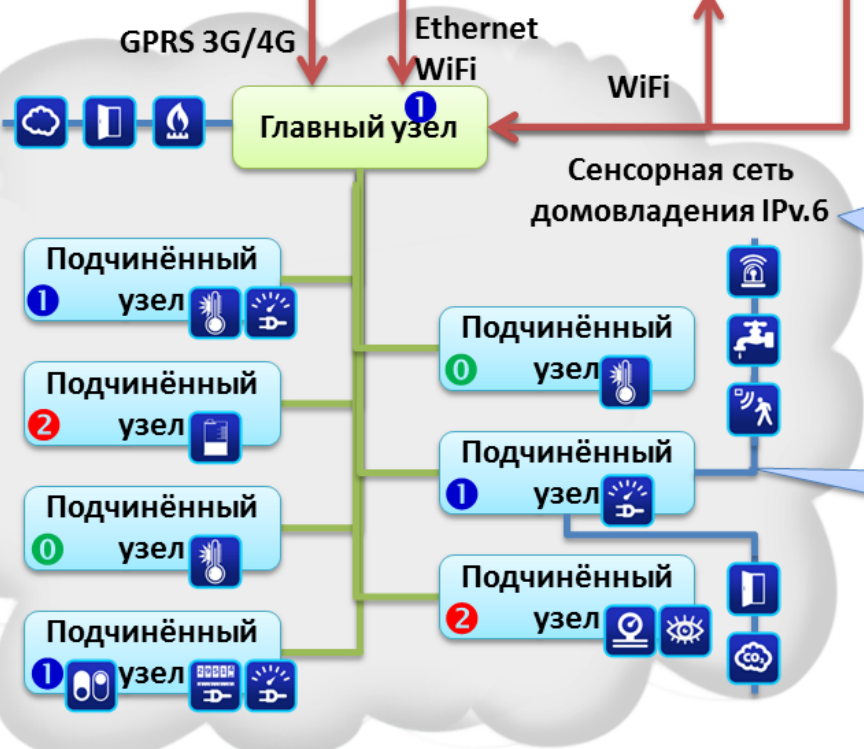 GPRS 3G/4G
Ethernet
WiFi
WiFi
1
Главный узел
Сенсорная сеть
домовладения IPv.6
Подчинённый
1 узел
Подчинённый
0 узел
Подчинённый
2 узел
Подчинённый
1 узел
Подчинённый
0 узел
Подчинённый
2 узел
Подчинённый
1 узел
CO₂